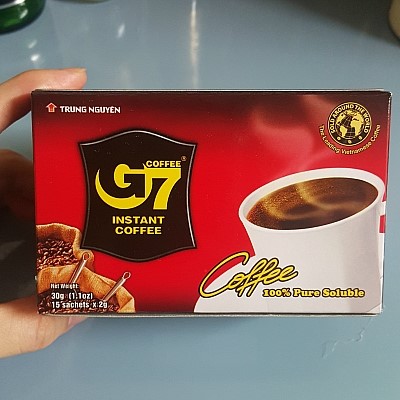 TRUNG NGUYÊN
SOLD AROUND THE WORLD
The Leading Vietnamese Coffee
COFFEE
G7
®
INSTANT
COFFEE
Net Weight:
30g (1.1oz)
15 sachets x 2g
Coffee
100% Pure Soluble